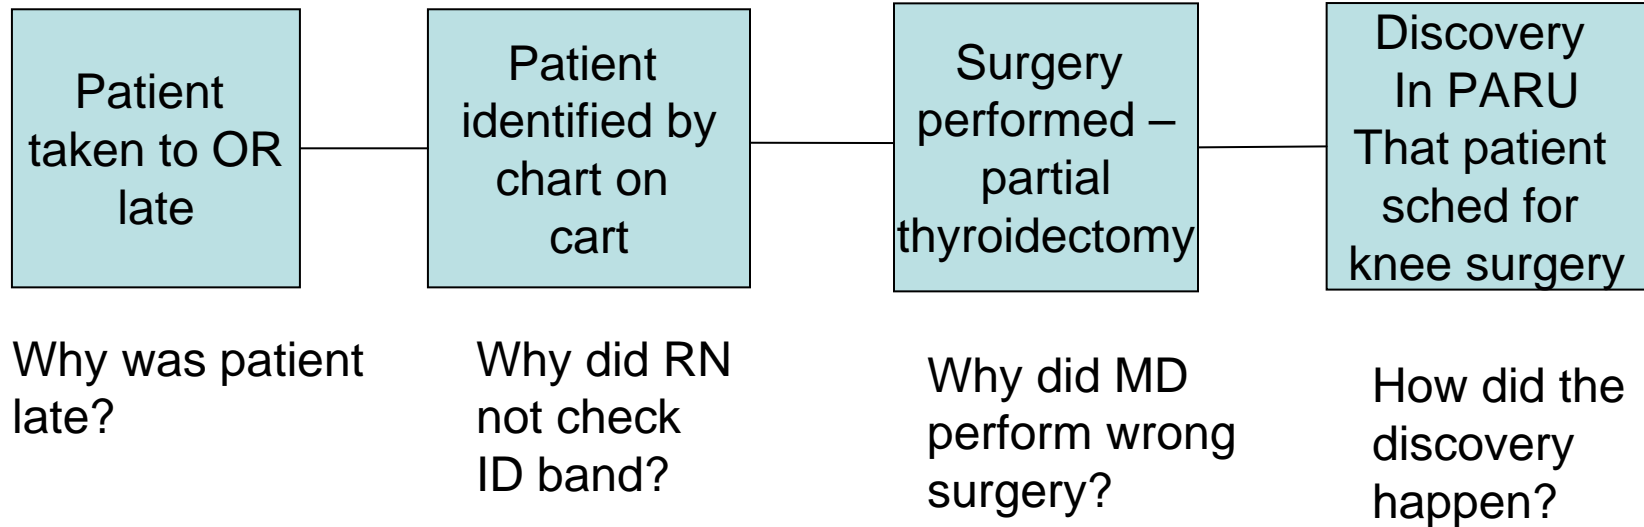 Patient
taken to OR
late
Patient
identified by
chart on
cart
Surgery
performed –
partial
thyroidectomy
Discovery
In PARU
That patient
sched for
knee surgery
Why was patient
late?
Why did RN
not check
ID band?
Why did MD
perform wrong
surgery?
How did the
discovery
happen?